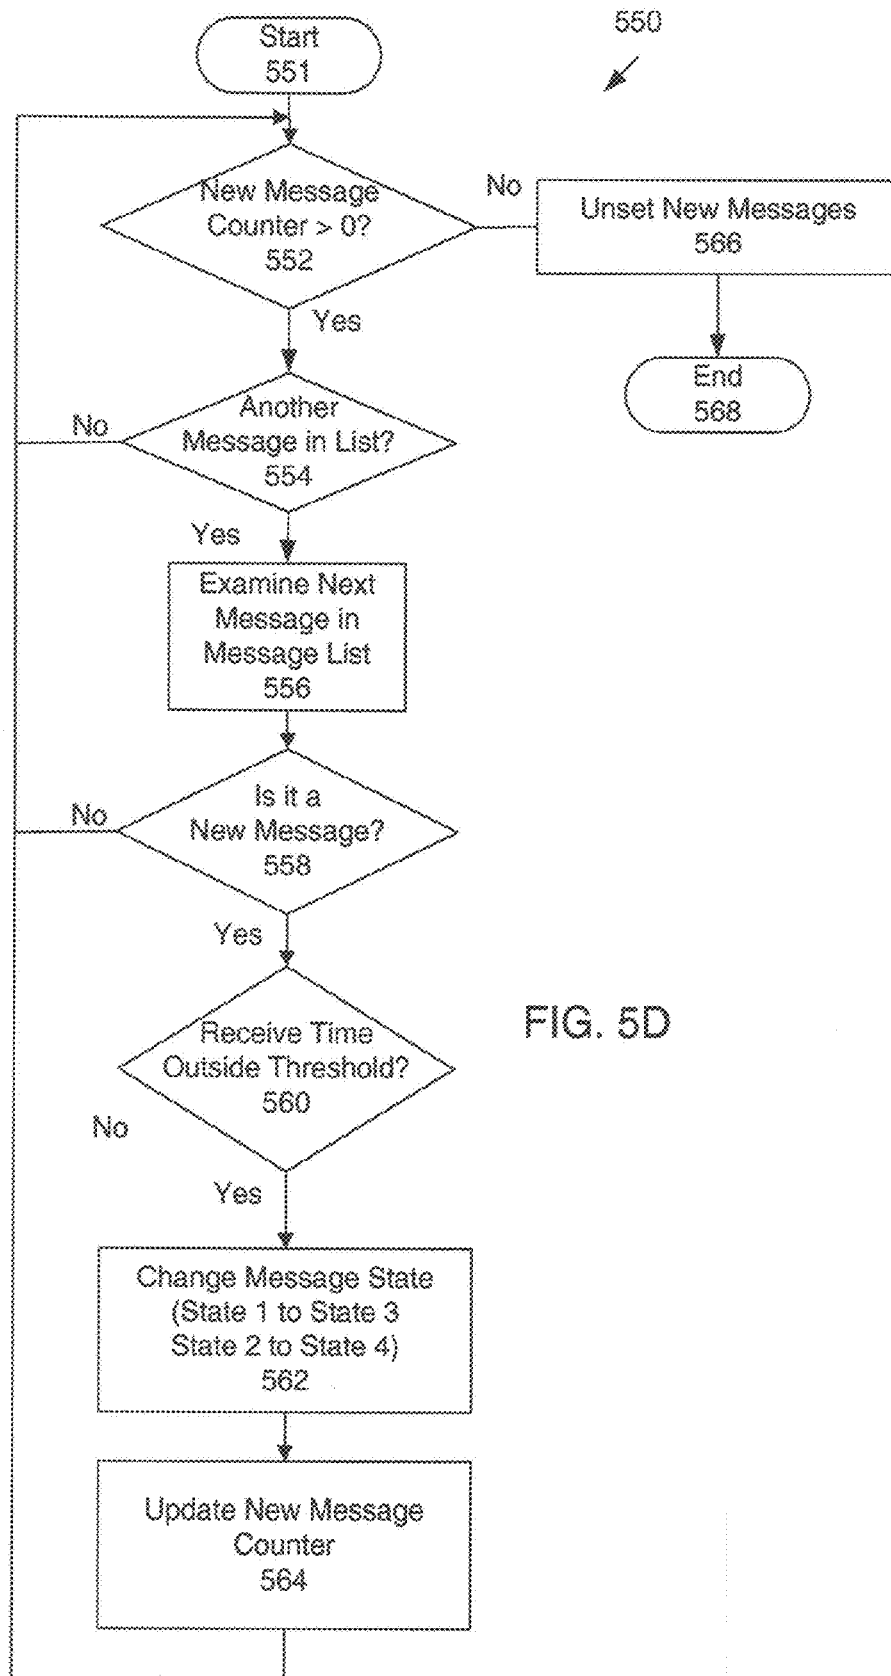 550
Start
551
New Message
Counter > 0?
552
No
Unset New Messages
566
Yes
End
568
Another
Message in List?
554
No
Yes
Examine Next
Message in
Message List
556
Is it a
New Message?
558
No
Yes
Receive Time
Outside Threshold?
560
No
FIG. 5D
Yes
Change Message State
(State 1 to State 3
State 2 to State 4)
562
Update New Message
Counter
564